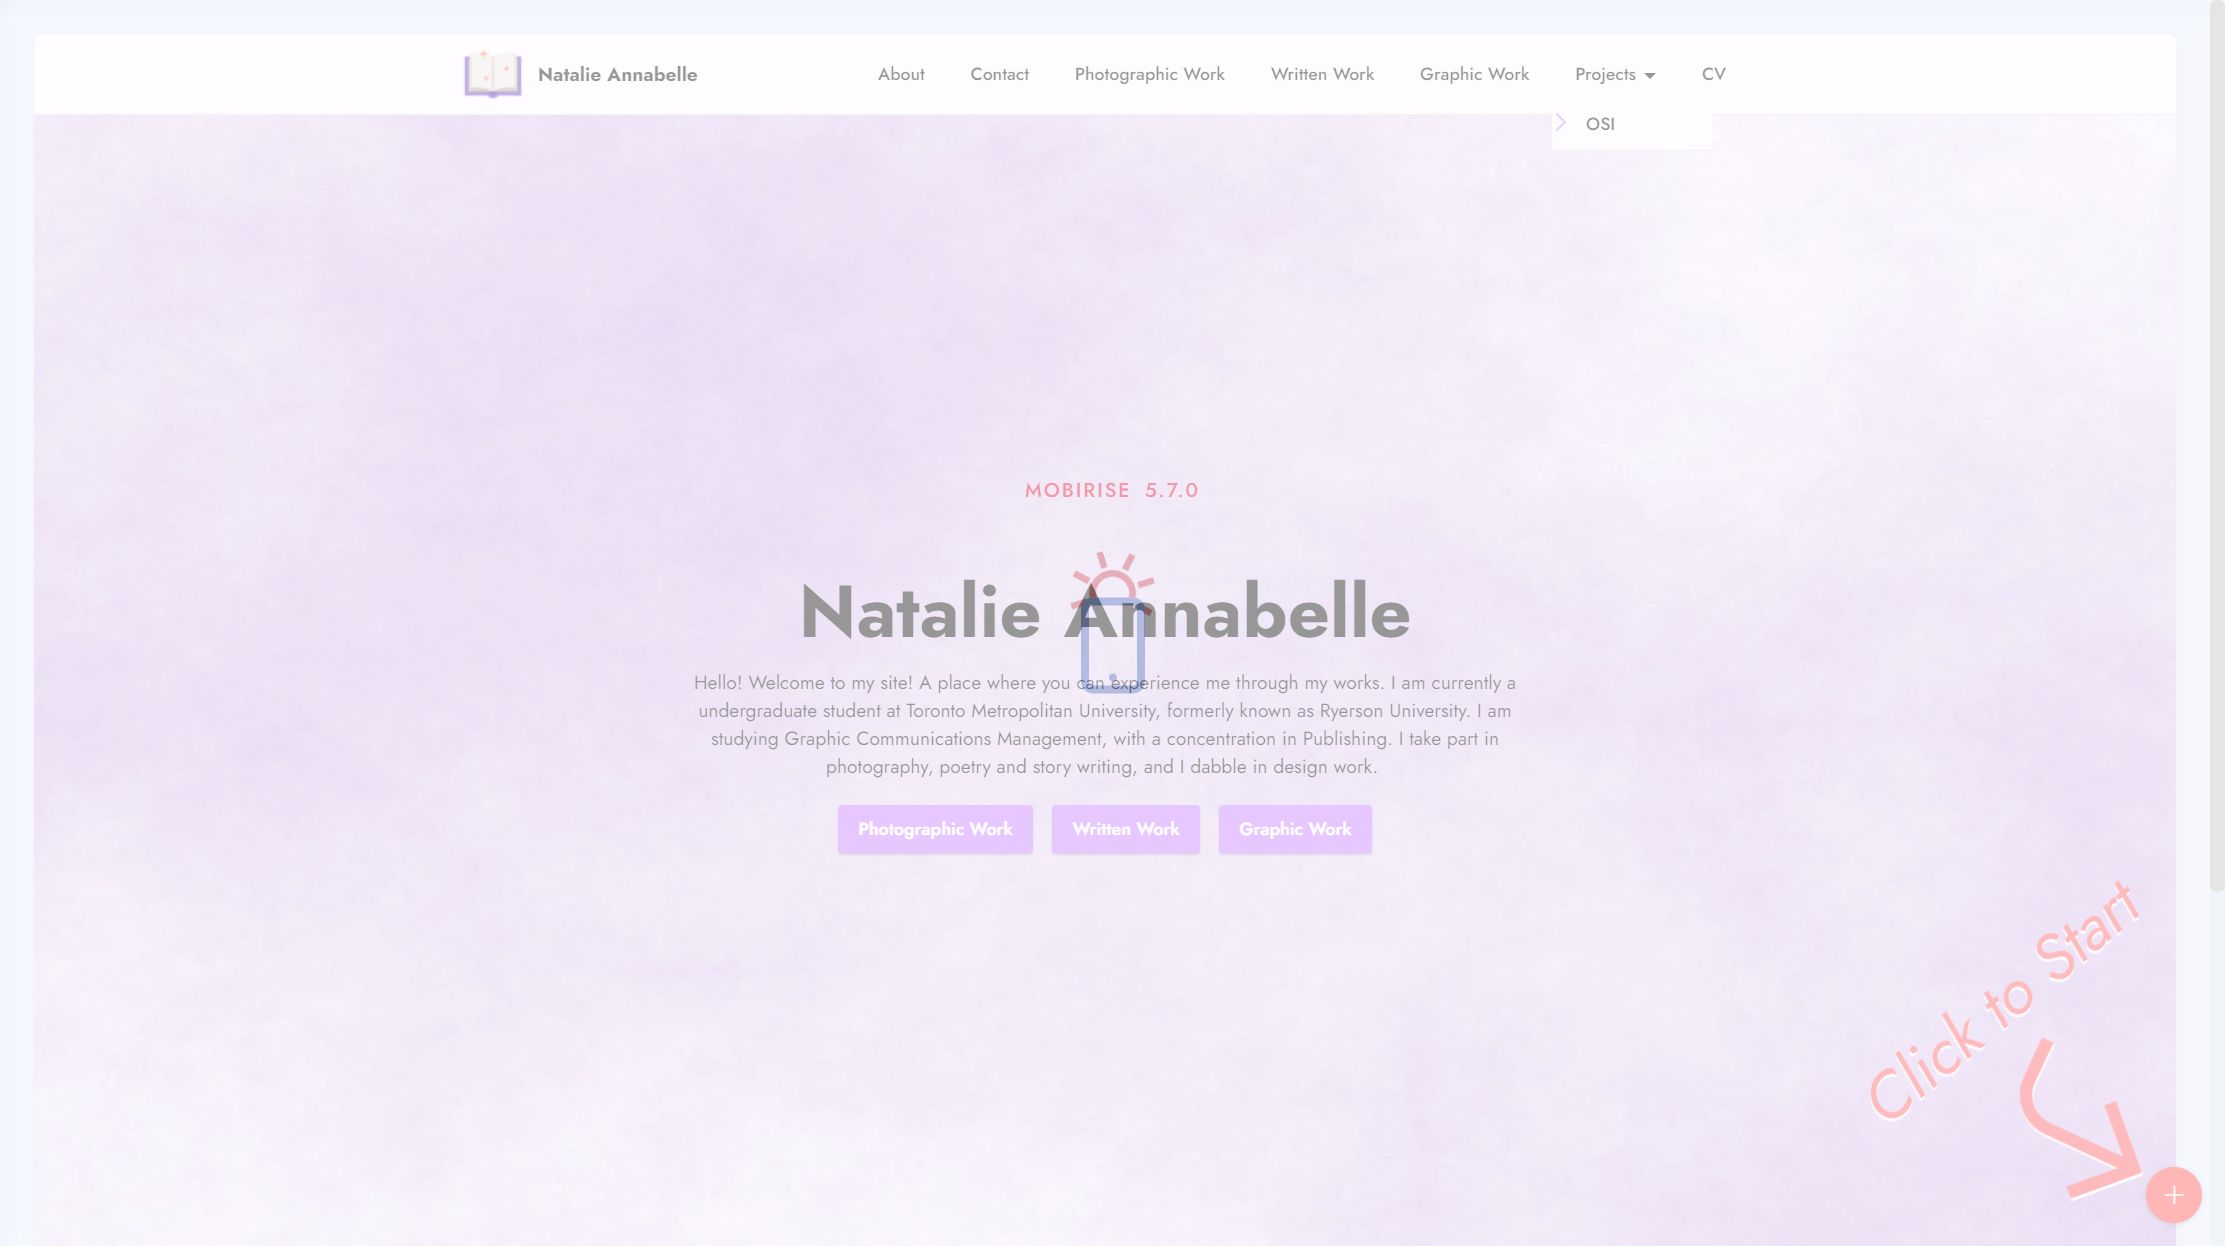 Natalie Annabelle
About
Contact
Photographic Work
Written Work
Graphic Work
Projects
CV
OSI
MOBIRISE 5.7.0
Natalie Annabelle
Hello! Welcome to my site! A place where you can experience me through my works. I am currently a
undergraduate student at Toronto Metropolitan University, formerly known as Ryerson University. I am
studying Graphic Communications Management, with a concentration in Publishing. I take part in
photography, poetry and story writing, and I dabble in design work.
Photographic Work
Written Work
Graphic Work
Click to Start